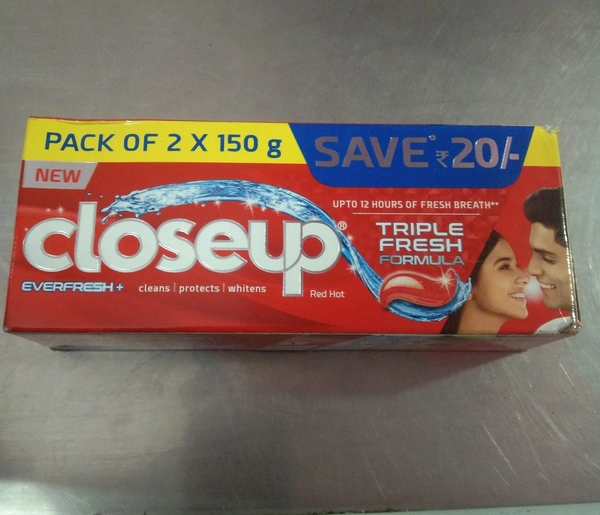 PACK OF 2 X 150 g
SAVE* ₹20/-
NEW
closeup®
UPTO 12 HOURS OF FRESH BREATH**
TRIPLE
FRESH
FORMULA
EVERFRESH+
cleans | protects | whitens
Red Hot